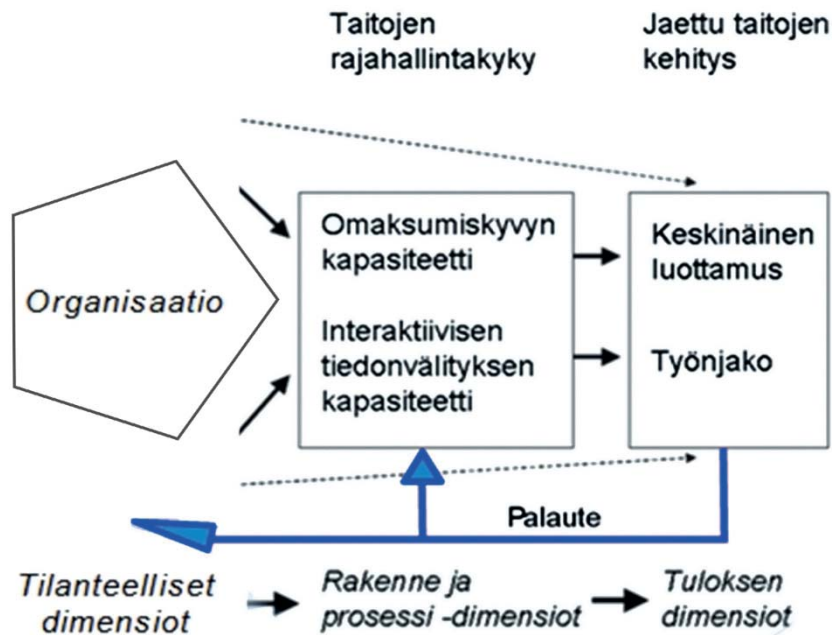 Taitojen
rajahallintakyky
Jaettu taitojen
kehitys
Organisaatio
Omaksumiskyvyn
kapasiteetti
Interaktiivisen
tiedonvälityksen
kapasiteetti
Keskinäinen
luottamus
Työnjako
Palaute
Tilanteelliset
dimensiot
Rakenne ja
prosessi -dimensiot
Tuloksen
dimensiot